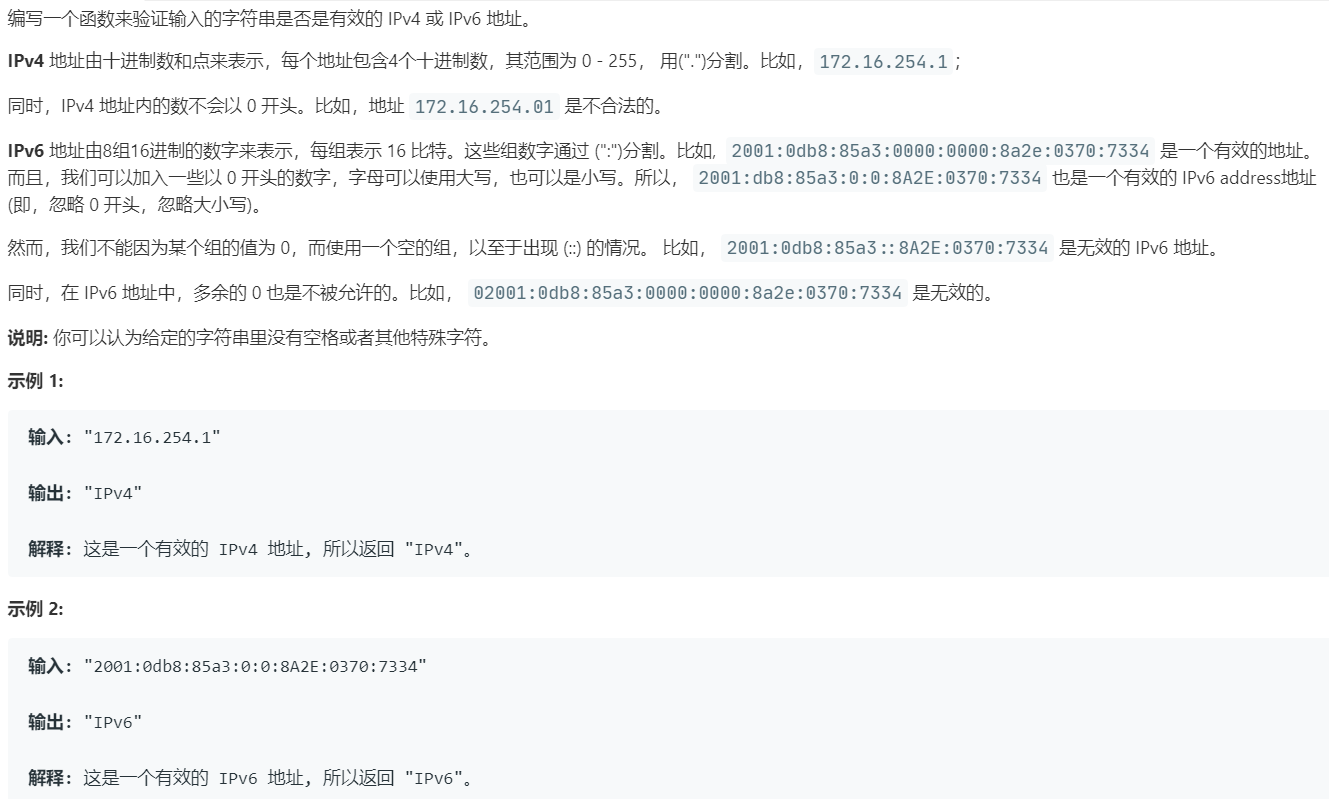 编写一个函数来验证输入的字符串是否是有效的 IPv4 或 IPv6 地址。
IPv4 地址由十进制数和点来表示，每个地址包含4个十进制数，其范围为 0 - 255， 用(".")分割。比如， 172.16.254.1；
同时，IPv4 地址内的数不会以 0 开头。比如，地址 172.16.254.01 是不合法的。
IPv6 地址由8组16进制的数字来表示，每组表示 16 比特。这些组数字通过 (":")分割。比如, 2001:0db8:85a3:0000:0000:8a2e:0370:7334 是一个有效的地址。
而且，我们可以加入一些以 0 开头的数字，字母可以使用大写，也可以是小写。所以， 2001:db8:85a3:0:0:8A2E:0370:7334 也是一个有效的 IPv6 address地址
(即，忽略 0 开头，忽略大小写)。
然而，我们不能因为某个组的值为 0，而使用一个空的组，以至于出现 (::) 的情况。 比如， 2001:0db8:85a3::8A2E:0370:7334 是无效的 IPv6 地址。
同时，在 IPv6 地址中，多余的 0 也是不被允许的。比如， 02001:0db8:85a3:0000:0000:8a2e:0370:7334 是无效的。
说明: 你可以认为给定的字符串里没有空格或者其他特殊字符。
示例 1:
输入: "172.16.254.1"
输出: "IPv4"
解释: 这是一个有效的 IPv4 地址, 所以返回 "IPv4"。
示例 2:
输入: "2001:0db8:85a3:0:0:8A2E:0370:7334"
输出: "IPv6"
解释: 这是一个有效的 IPv6 地址, 所以返回 "IPv6"。